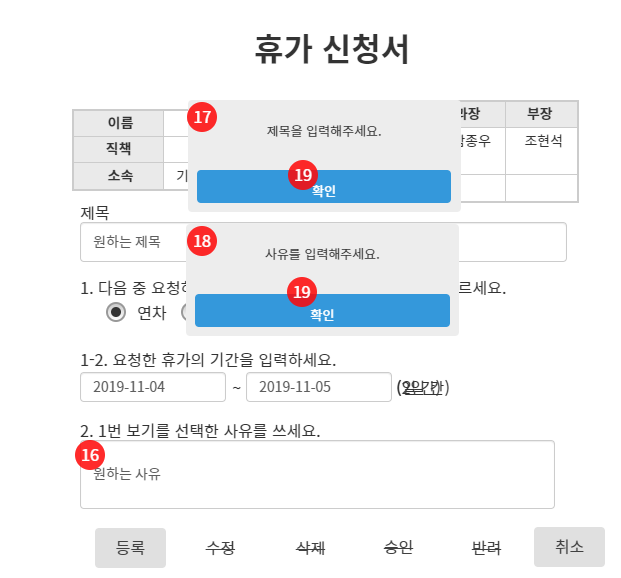 휴가 신청서
이름
직책
소속
17
제목을 입력해주세요.
19
확인
과장
부장
조현석
제목
원하는 제목
18
사유를 입력해주세요.
19
확인
1. 다음 중 요청
르세요.
연차
1-2. 요청한 휴가의 기간을 입력하세요.
2019-11-04 ~ 2019-11-05
2. 1번 보기를 선택한 사유를 쓰세요.
16
원하는 사유
등록 수정 삭제 승인 반려 취소